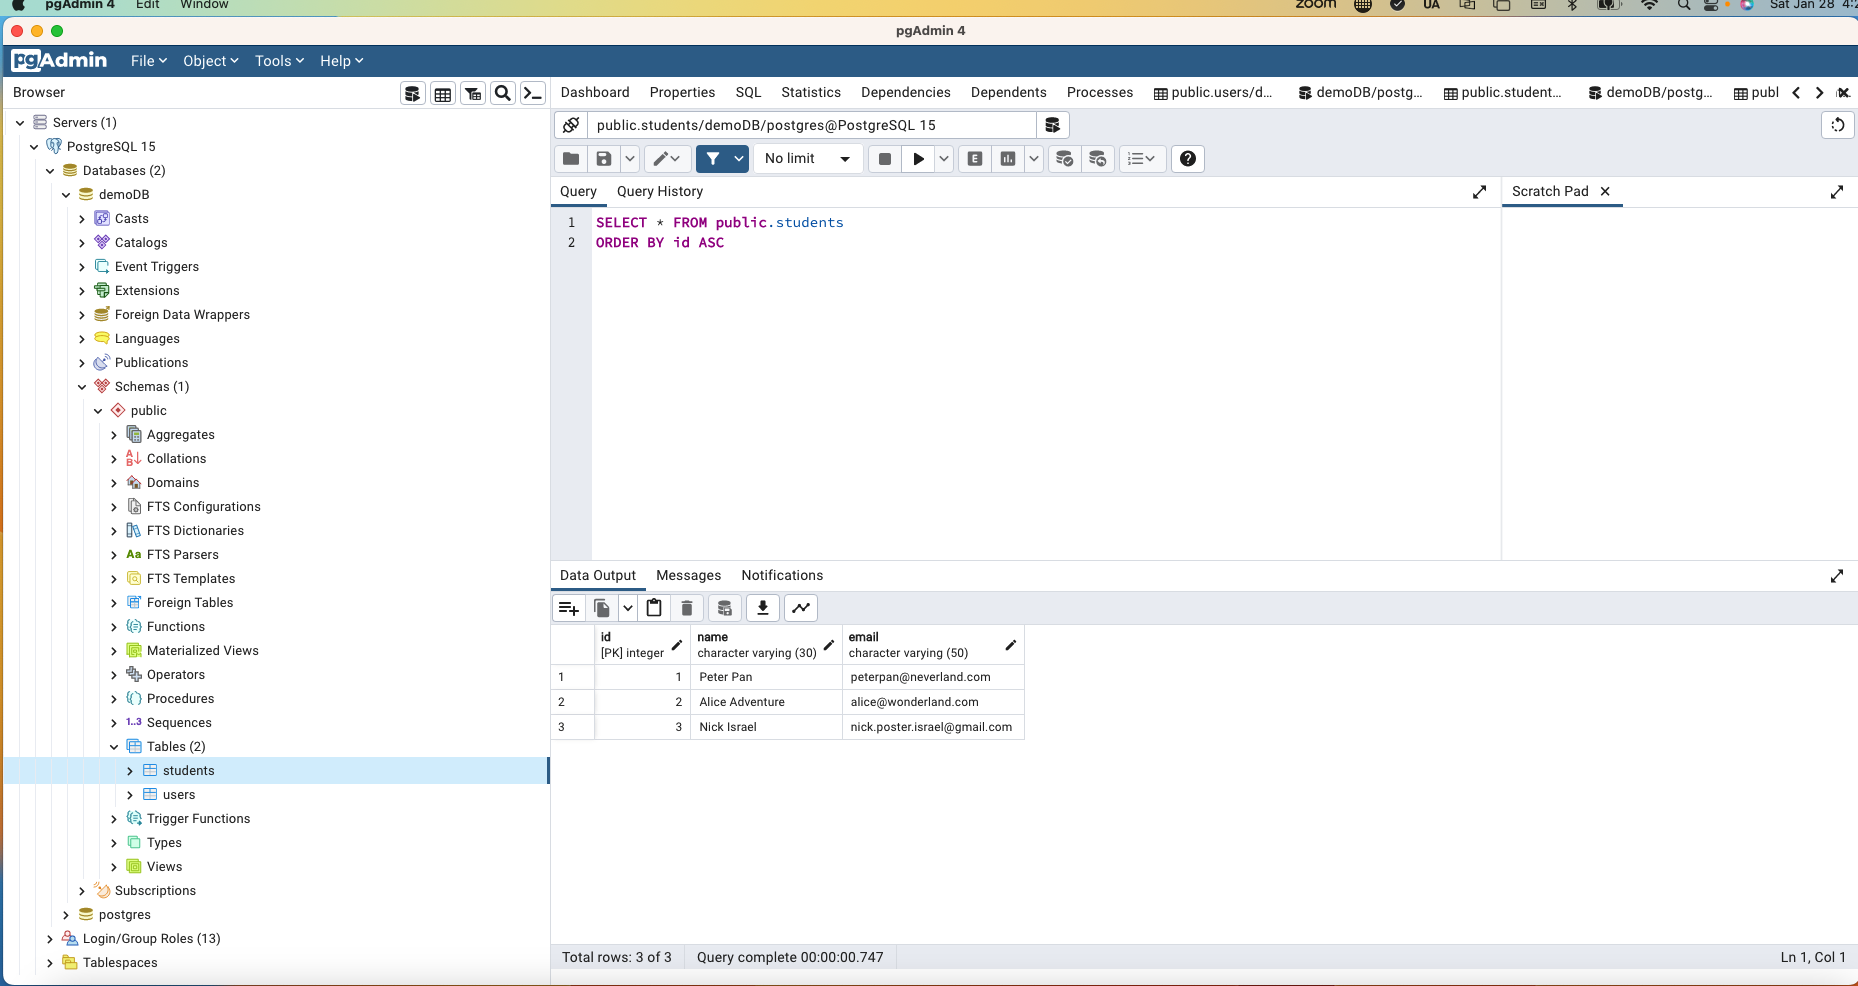 pgAdmin 4 Edit Window zoom UA Sat Jan 28
pgAdmin 4
pgAdmin File Object Tools Help
Browser
Dashboard Properties SQL Statistics Dependencies Dependents Processes public.users/d... demoDB/postg... public.student... demoDB/postg... publ
Servers (1)
PostgreSQL 15
Databases (2)
demoDB
Casts
Catalogs
Event Triggers
Extensions
Foreign Data Wrappers
Languages
Publications
Schemas (1)
public
Aggregates
Collations
Domains
FTS Configurations
FTS Dictionaries
Aa FTS Parsers
FTS Templates
Foreign Tables
Functions
Materialized Views
Operators
Procedures
1..3 Sequences
Tables (2)
students
users
Trigger Functions
Types
Views
Subscriptions
postgres
Login/Group Roles (13)
Tablespaces
public.students/demoDB/postgres@PostgreSQL 15
No limit E
Query Query History
Scratch Pad
1 SELECT * FROM public.students
2 ORDER BY id ASC
Data Output Messages Notifications
id name email
[PK] integer character varying (30) character varying (50)
1 1 Peter Pan peterpan@neverland.com
2 2 Alice Adventure alice@wonderland.com
3 3 Nick Israel nick.poster.israel@gmail.com
Total rows: 3 of 3 Query complete 00:00:00.747 Ln 1, Col 1